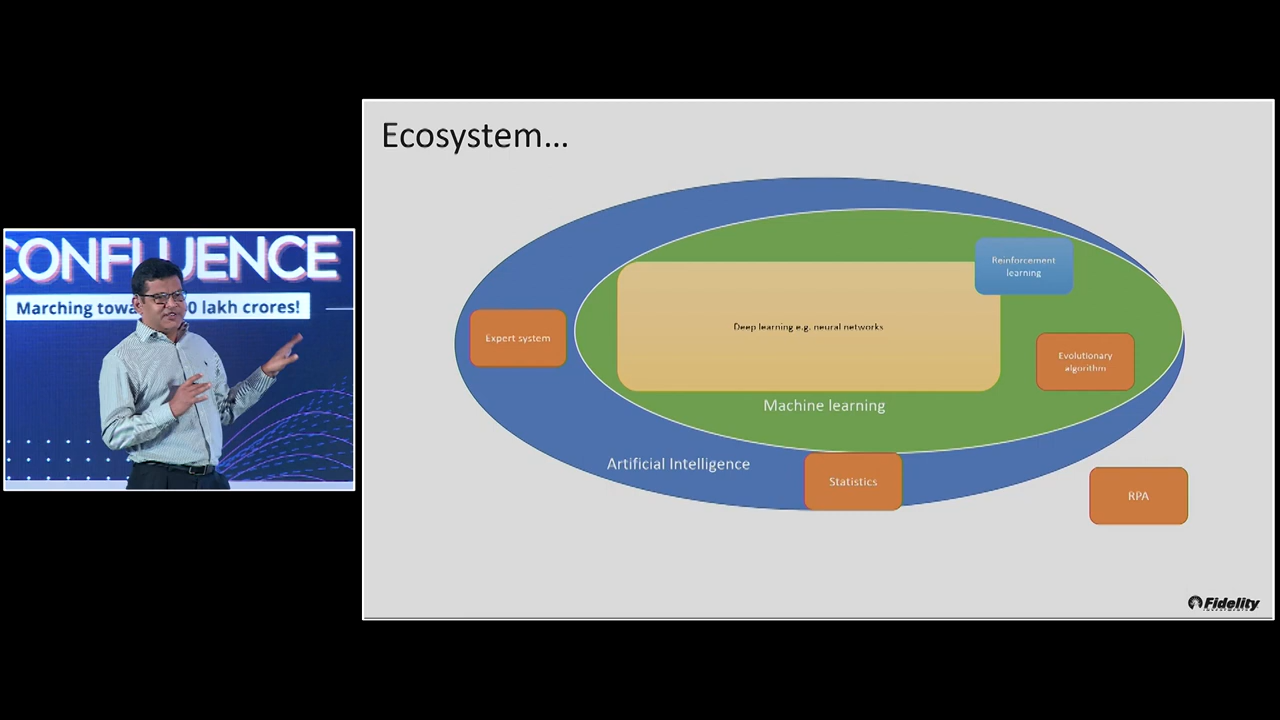 CONFLUENCE
Marching 0 lakh crores!
Ecosystem...
Reinforcement
learning
Deep learning e.g. neural networks
Expert system
Evolutionary
algorithm
Machine learning
Artificial Intelligence
Statistics
RPA
Fidelity
INVESTMENTS